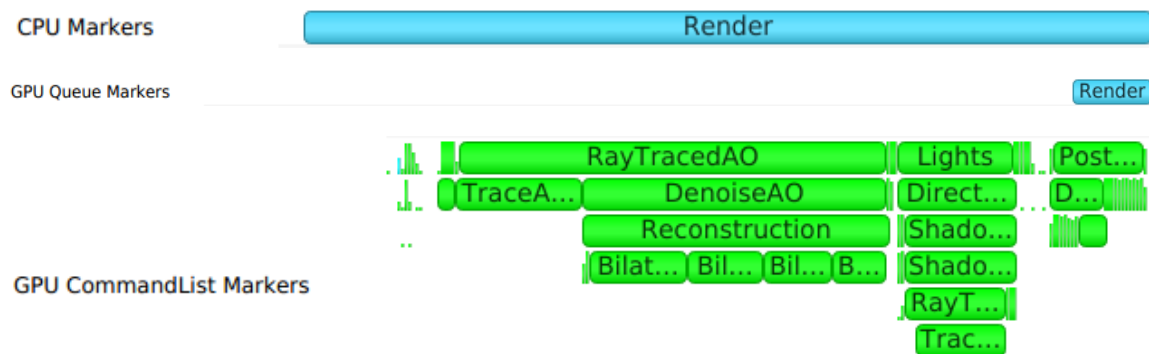 CPU Markers Render
GPU Queue Markers Render
RayTracedAO Lights Post...
TraceA... DenoiseAO Direct... D...
Reconstruction Shado...
GPU CommandList Markers Bilat... Bil... Bil... B... Shado...
RayT...
Trac...